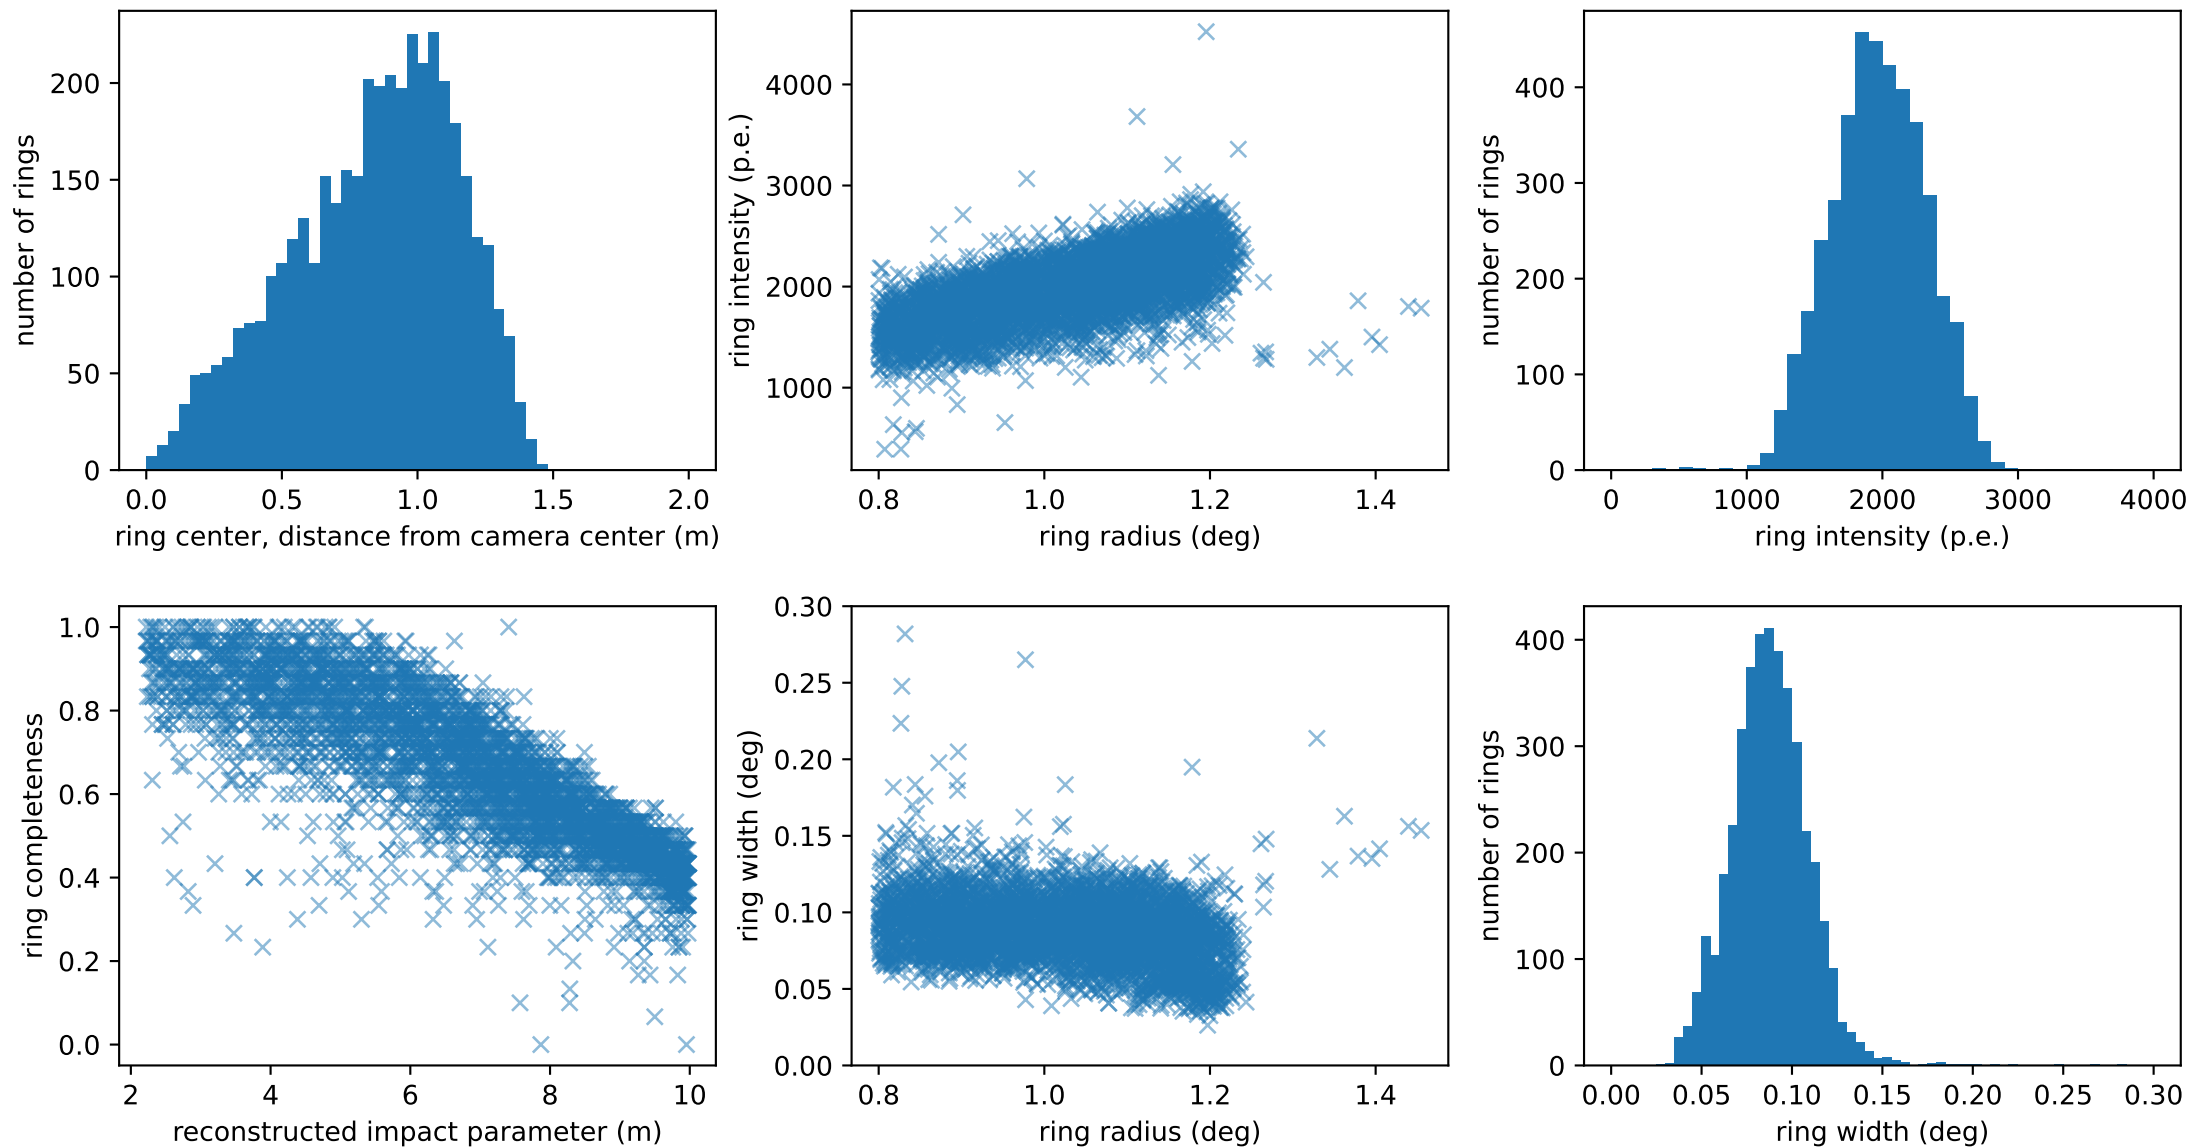 200
150
100
50
0
number of rings
0.0 0.5 1.0 1.5 2.0
ring center, distance from camera center (m)
4000
3000
2000
1000
ring intensity (p.e.)
0.8 1.0 1.2 1.4
ring radius (deg)
400
300
200
100
0
number of rings
0 1000 2000 3000 4000
ring intensity (p.e.)
1.0
0.8
0.6
0.4
0.2
0.0
ring completeness
2 4 6 8 10
reconstructed impact parameter (m)
0.30
0.25
0.20
0.15
0.10
0.05
0.00
ring width (deg)
0.8 1.0 1.2 1.4
ring radius (deg)
400
300
200
100
0
number of rings
0.00 0.05 0.10 0.15 0.20 0.25 0.30
ring width (deg)